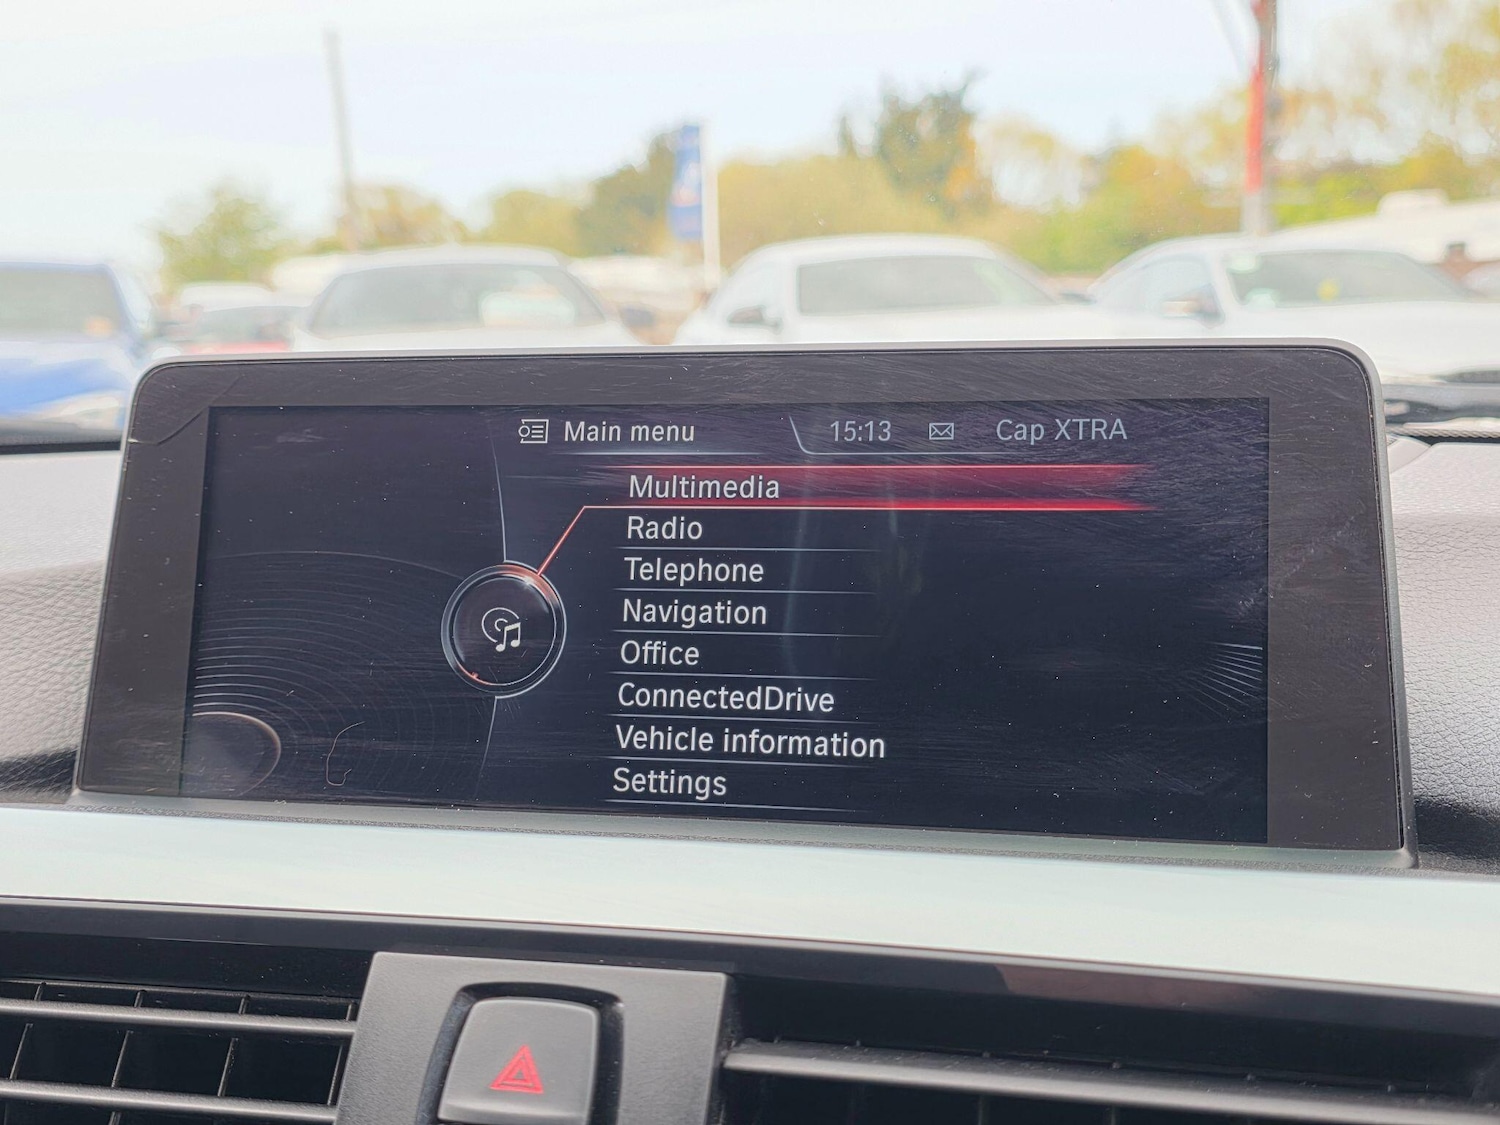 Main menu 15:13 Cap XTRA
Multimedia
Radio
Telephone
Navigation
Office
ConnectedDrive
Vehicle information
Settings